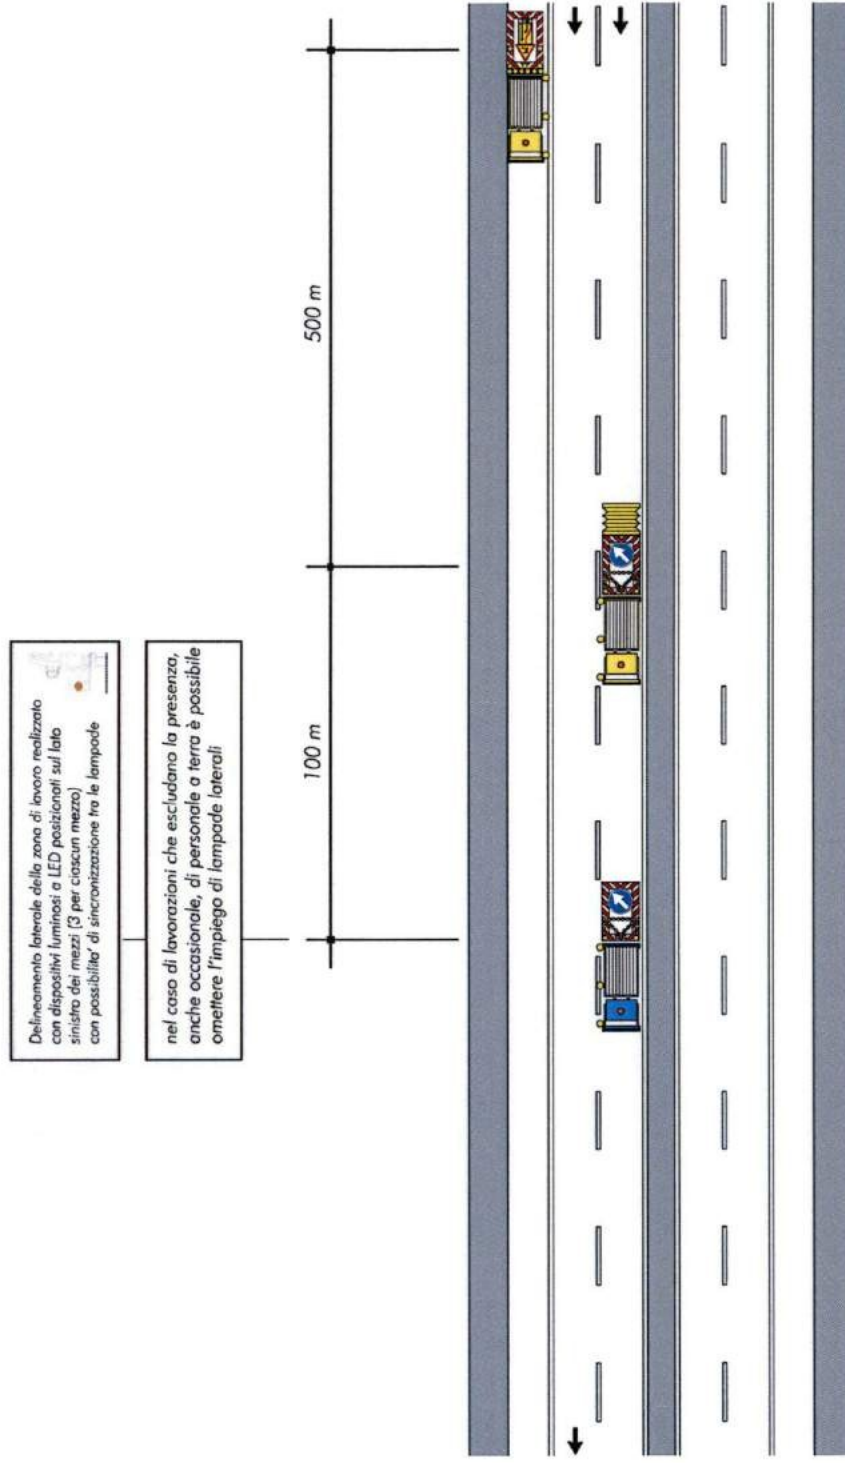 500 m
100 m
Delineamento laterale della zona di lavoro realizzato
con dispositivi luminosi a LED posizionati sul lato
sinistro dei mezzi (3 per ciascun mezzo)
con possibilita' di sincronizzazione tra le lampade
nel caso di lavorazioni che escludano la presenza,
anche occasionale, di personale a terra è possibile
omettere l'impiego di lampade laterali